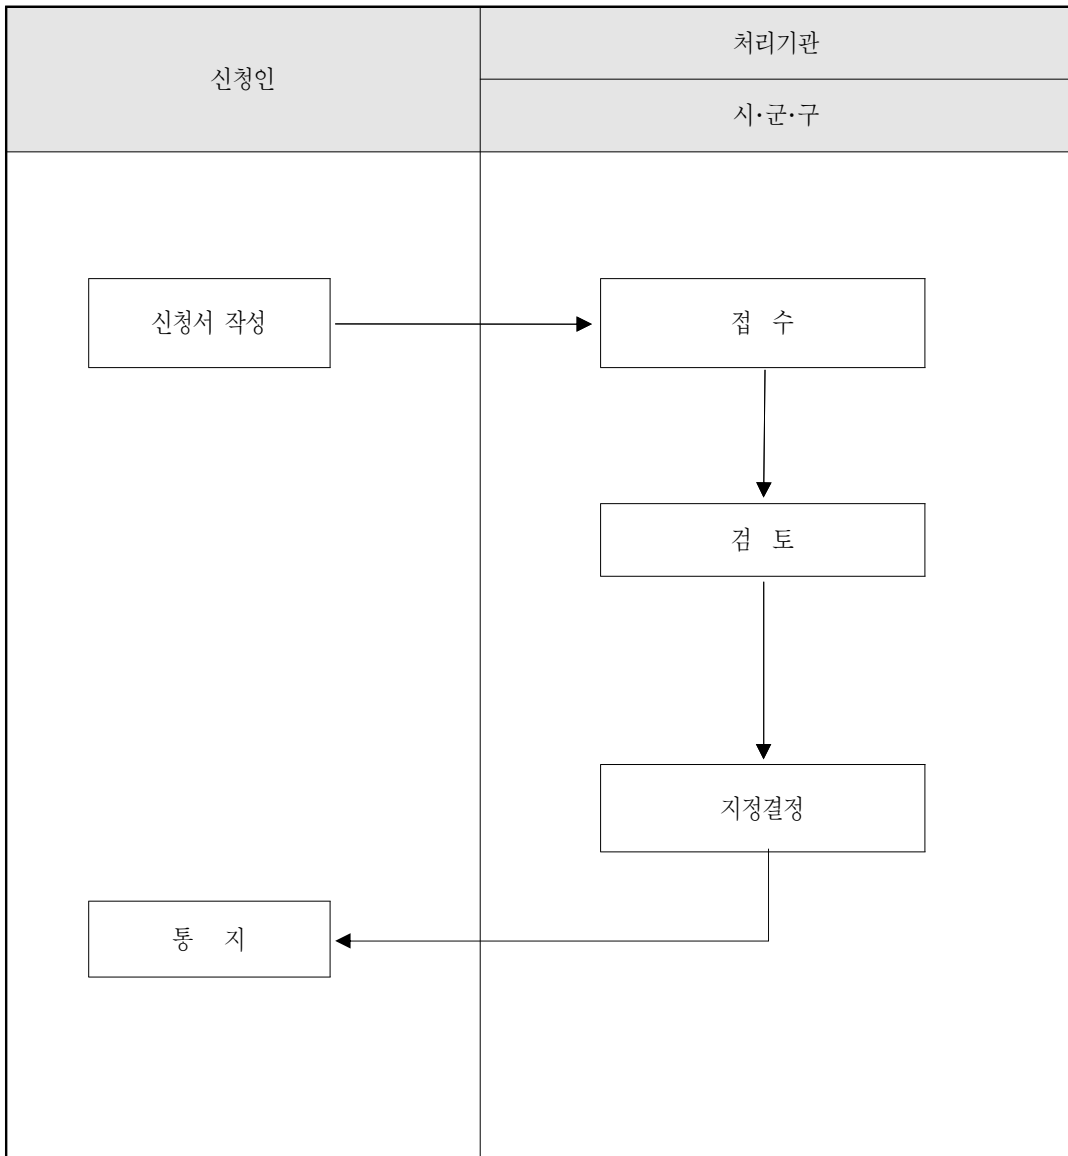 신청인
처리기관
시·군·구
신청서 작성
접 수
검 토
지정결정
통 지